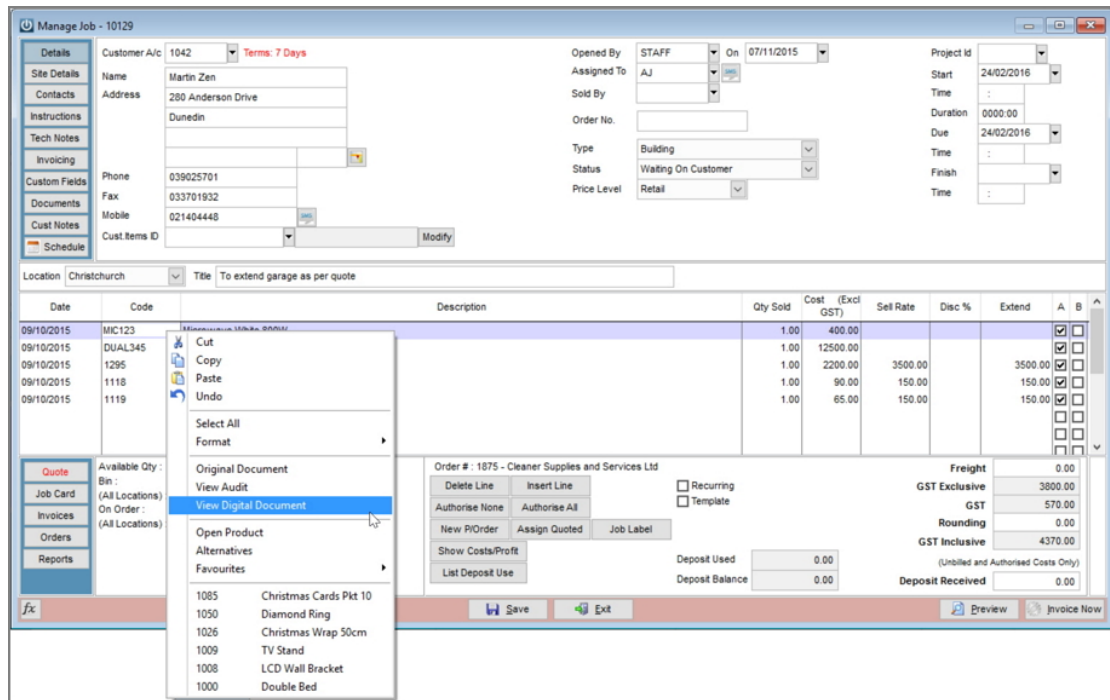 Manage Job - 10129
Details
Site Details
Contacts
Instructions
Tech Notes
Invoicing
Custom Fields
Documents
Cust Notes
Schedule
Customer A/c 1042 Terms: 7 Days
Name Martin Zen
Address 280 Anderson Drive
Dunedin
Phone 039025701
Fax 033701932
Mobile 021404448
Cust.Items ID Modify
Opened By STAFF On 07/11/2015
Assigned To AJ
Sold By
Order No.
Type Building
Status Waiting On Customer
Price Level Retail
Project Id
Start 24/02/2016
Time :
Duration 0000:00
Due 24/02/2016
Time :
Finish
Time :
Location Christchurch Title To extend garage as per quote
Date Code Description Qty Sold Cost (Excl GST) Sell Rate Disc % Extend A B
09/10/2015 MIC123 Microwave White 800W 1.00 400.00
09/10/2015 DUAL345 1.00 12500.00
09/10/2015 1295 1.00 2200.00 3500.00 3500.00
09/10/2015 1118 1.00 90.00 150.00 150.00
09/10/2015 1119 1.00 65.00 150.00 150.00
Cut
Copy
Paste
Undo
Select All
Format
Original Document
View Audit
View Digital Document
Open Product
Alternatives
Favourites
1085 Christmas Cards Pkt 10
1050 Diamond Ring
1026 Christmas Wrap 50cm
1009 TV Stand
1008 LCD Wall Bracket
1000 Double Bed
Quote
Job Card
Invoices
Orders
Reports
Available Qty :
Bin :
(All Locations)
On Order :
(All Locations)
Order # : 1875 - Cleaner Supplies and Services Ltd
Delete Line Insert Line
Authorise None Authorise All
New P/Order Assign Quoted Job Label
Show Costs/Profit
List Deposit Use
Recurring
Template
Deposit Used 0.00
Deposit Balance 0.00
Freight 0.00
GST Exclusive 3800.00
GST 570.00
Rounding 0.00
GST Inclusive 4370.00
(Unbilled and Authorised Costs Only)
Deposit Received 0.00
fx Save Exit Preview Invoice Now